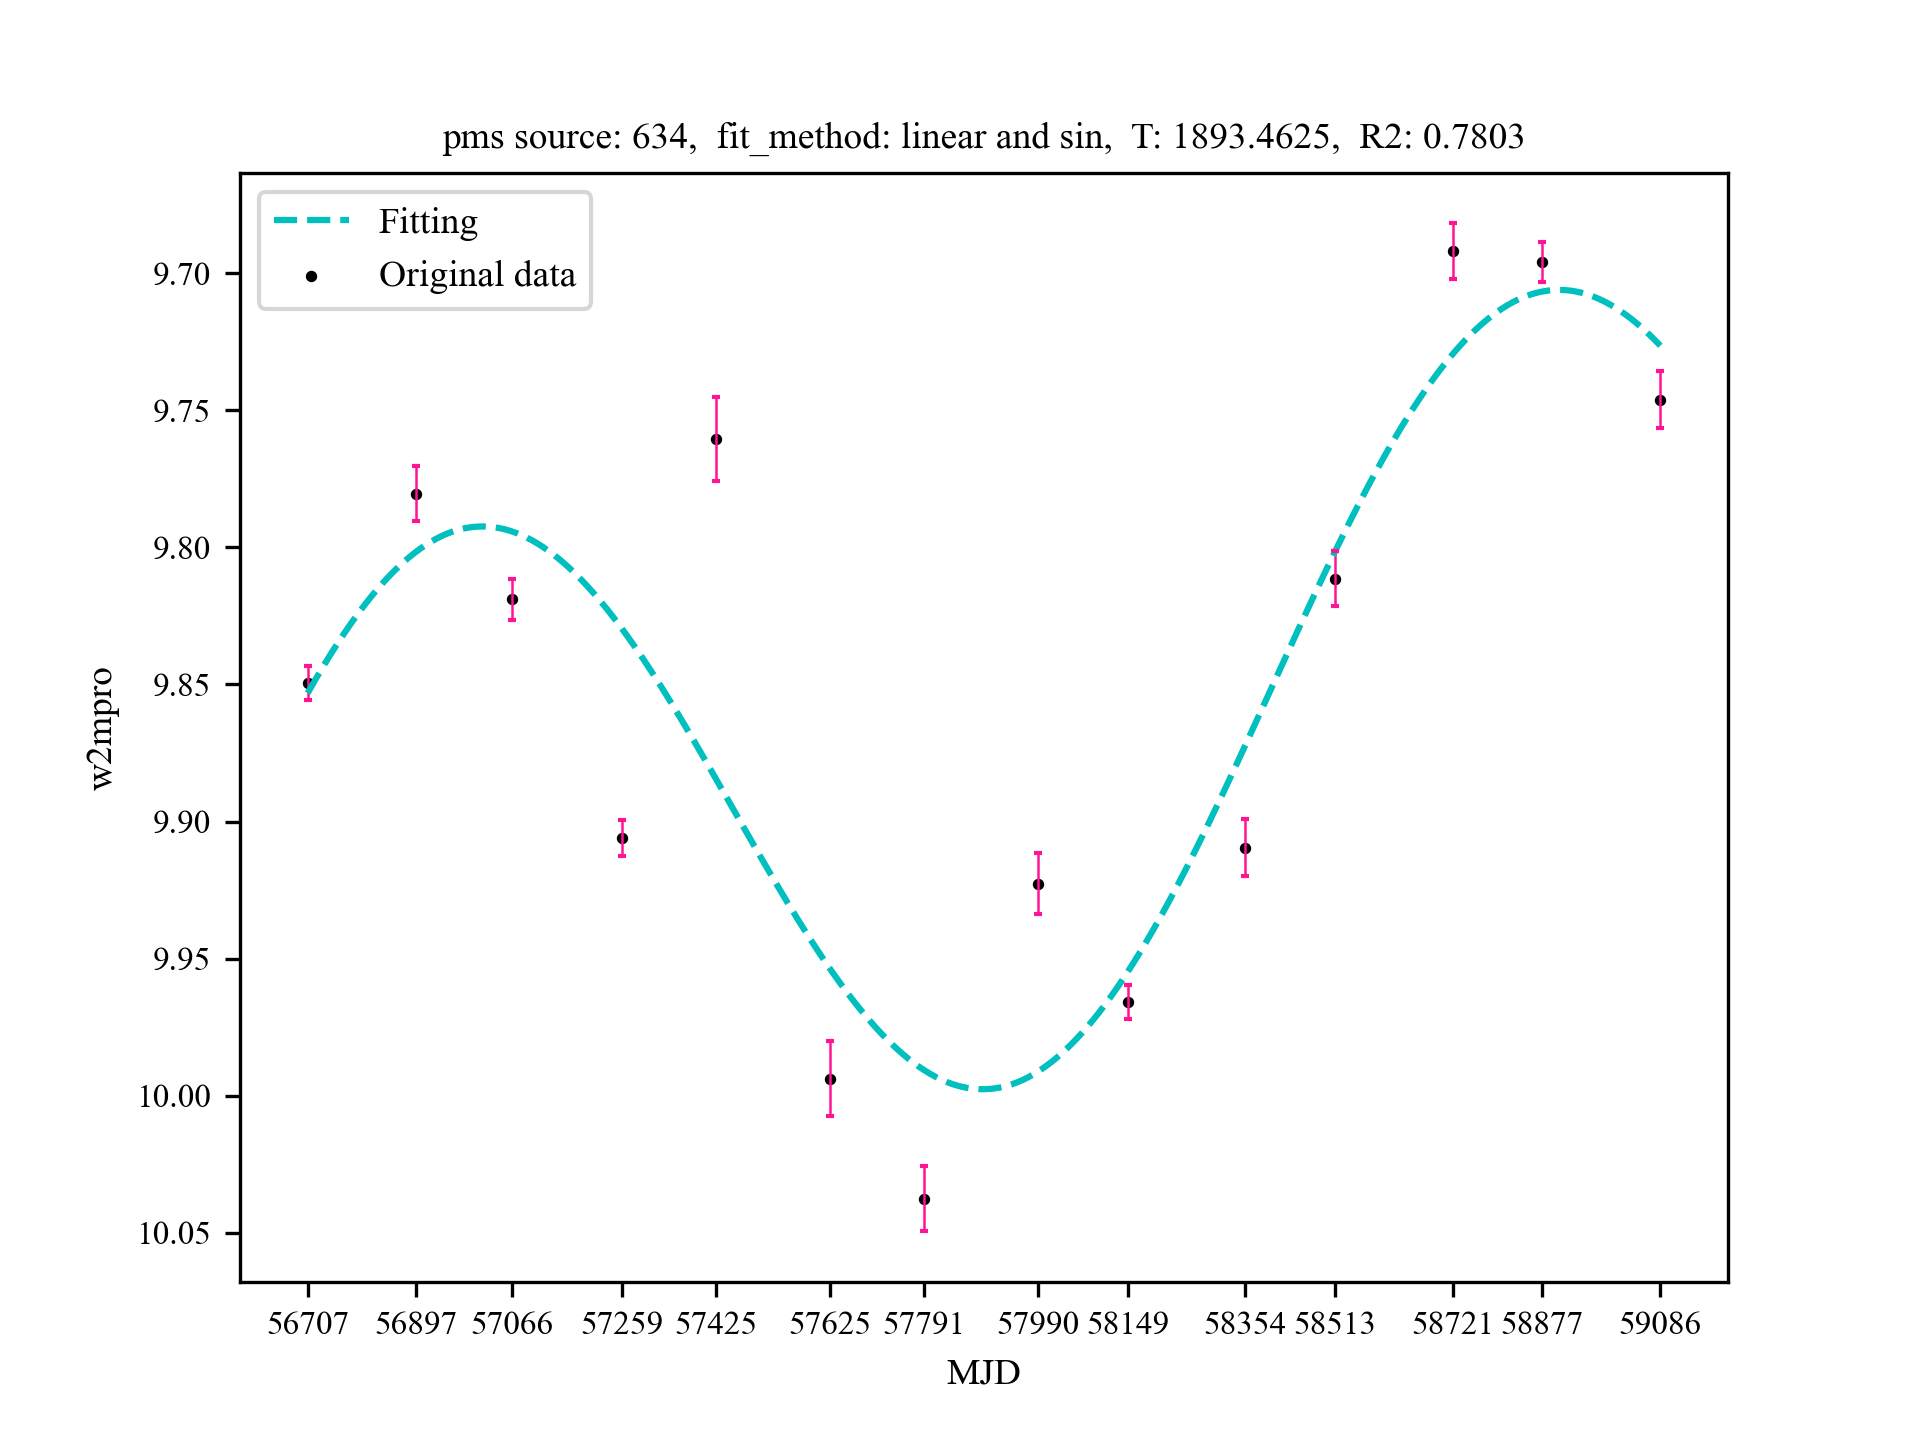 pms source: 634,  fit_method: linear and sin,  T: 1893.4625,  R2: 0.7803
Fitting
Original data
9.70
9.75
9.80
9.85
9.90
9.95
10.00
10.05
w2mpro
56707 56897 57066 57259 57425 57625 57791 57990 58149 58354 58513 58721 58877 59086
MJD